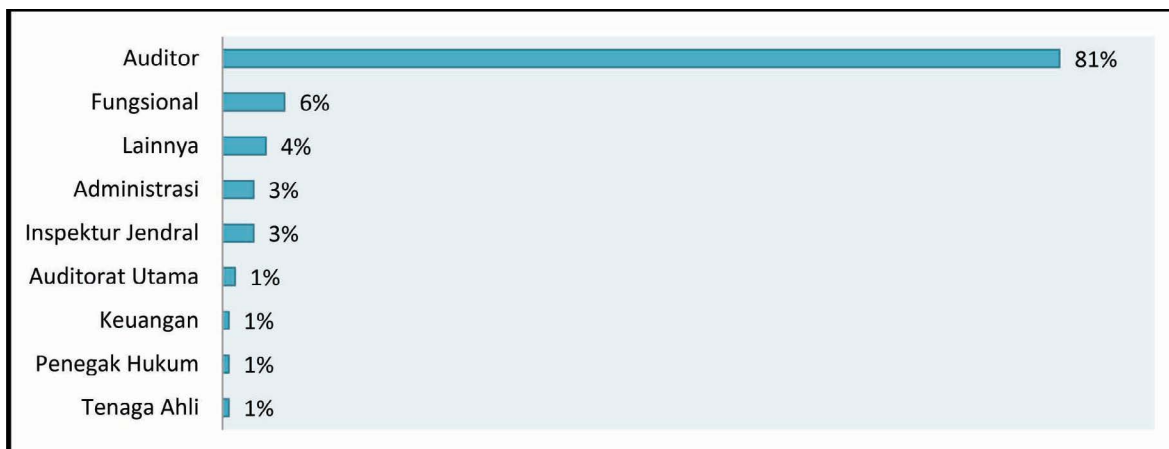 Auditor 81%
Fungsional 6%
Lainnya 4%
Administrasi 3%
Inspektur Jendral 3%
Auditorat Utama 1%
Keuangan 1%
Penegak Hukum 1%
Tenaga Ahli 1%